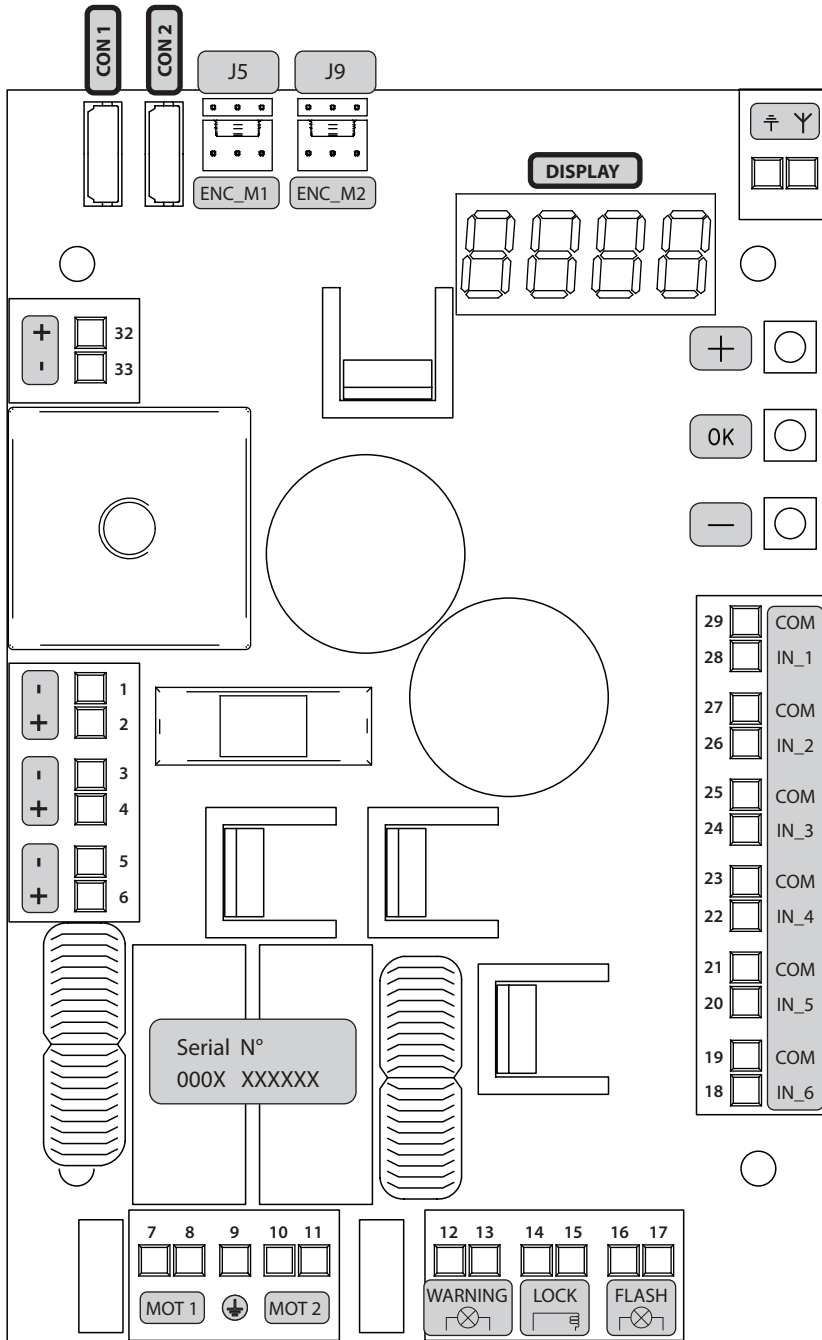 CON 1 CON 2
J5 J9
ENC_M1 ENC_M2
DISPLAY
+ 32
- 33
+
OK
-
29 COM
28 IN_1
27 COM
26 IN_2
25 COM
24 IN_3
23 COM
22 IN_4
21 COM
20 IN_5
19 COM
18 IN_6
- 1
+ 2
- 3
+ 4
- 5
+ 6
Serial N°
000X XXXXXX
7 8 9 10 11
MOT 1 MOT 2
12 13 14 15 16 17
WARNING LOCK FLASH